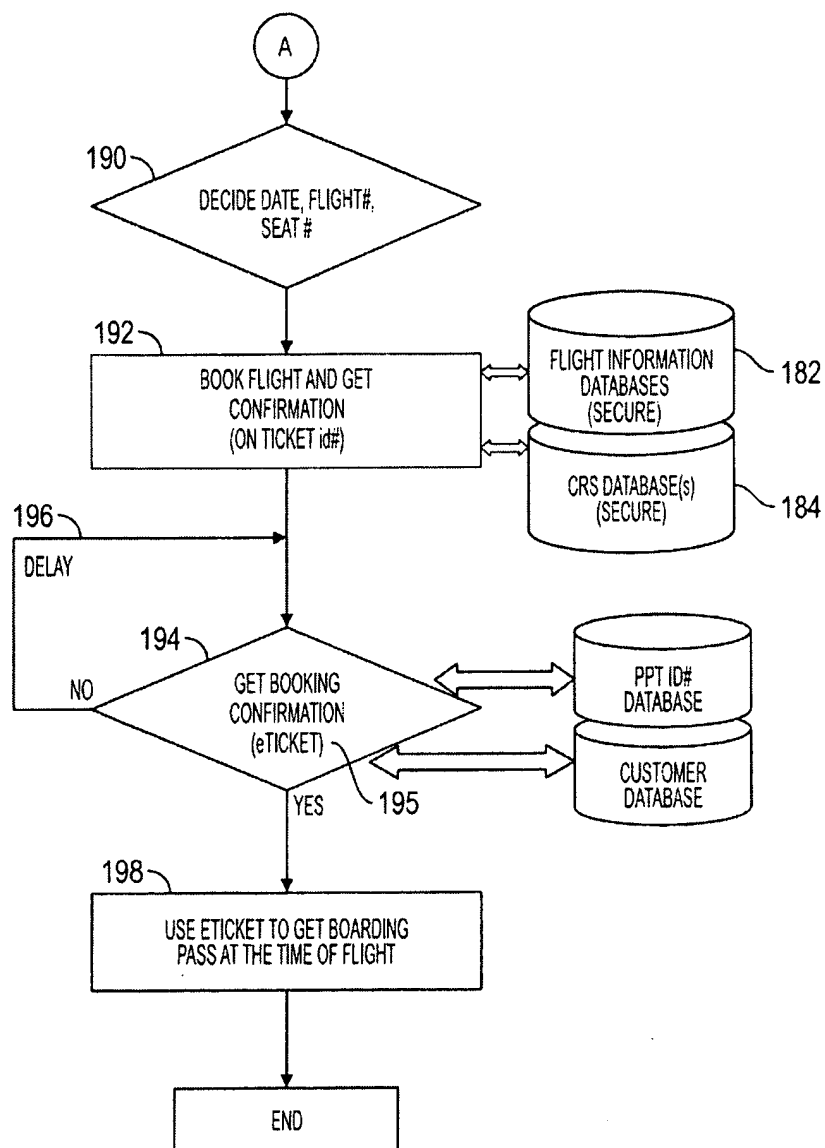 A
190
DECIDE DATE, FLIGHT#,
SEAT #
192
BOOK FLIGHT AND GET
CONFIRMATION
(ON TICKET id#)
FLIGHT INFORMATION
DATABASES
(SECURE)
182
CRS DATABASE(s)
(SECURE)
184
196
DELAY
194
NO
GET BOOKING
CONFIRMATION
(eTICKET)
195
YES
PPT ID#
DATABASE
CUSTOMER
DATABASE
198
USE ETICKET TO GET BOARDING
PASS AT THE TIME OF FLIGHT
END